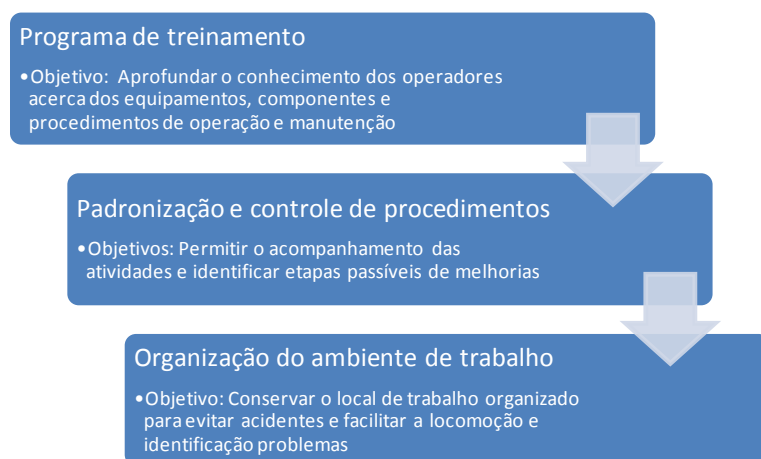 Programa de treinamento
•Objetivo: Aprofundar o conhecimento dos operadores
acerca dos equipamentos, componentes e
procedimentos de operação e manutenção
Padronização e controle de procedimentos
•Objetivos: Permitir o acompanhamento das
atividades e identificar etapas passíveis de melhorias
Organização do ambiente de trabalho
•Objetivo: Conservar o local de trabalho organizado
para evitar acidentes e facilitar a locomoção e
identificação problemas